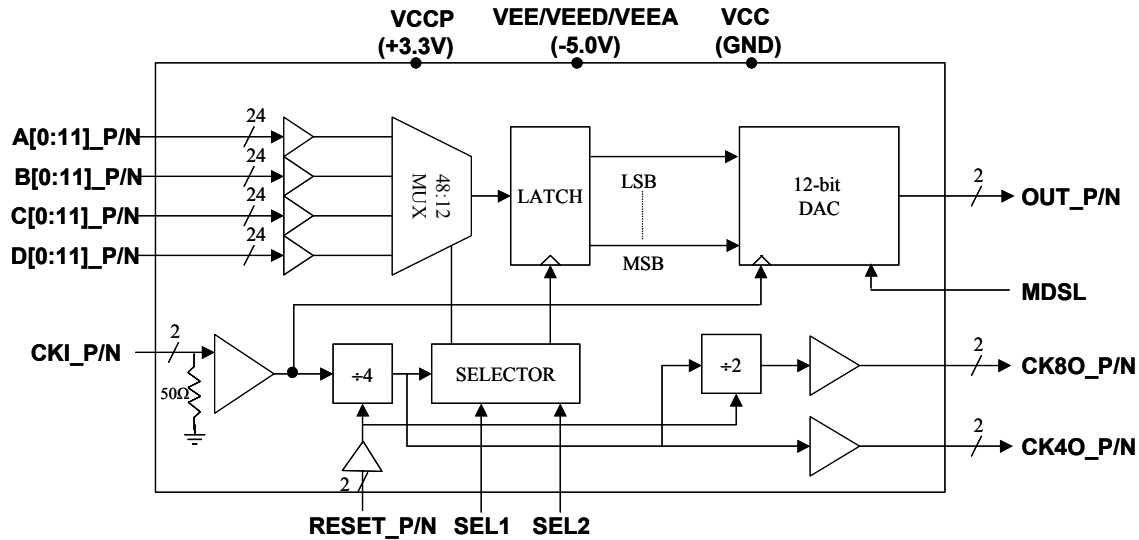 VCCP
(+3.3V)
VEE/VEED/VEEA
(-5.0V)
VCC
(GND)
A[0:11]_P/N
24
B[0:11]_P/N
24
C[0:11]_P/N
24
D[0:11]_P/N
24
48:12
MUX
LATCH
LSB
MSB
12-bit
DAC
2
OUT_P/N
MDSL
CKI_P/N
2
50Ω
÷4
SELECTOR
÷2
2
CK8O_P/N
2
CK4O_P/N
2
RESET_P/N
SEL1
SEL2